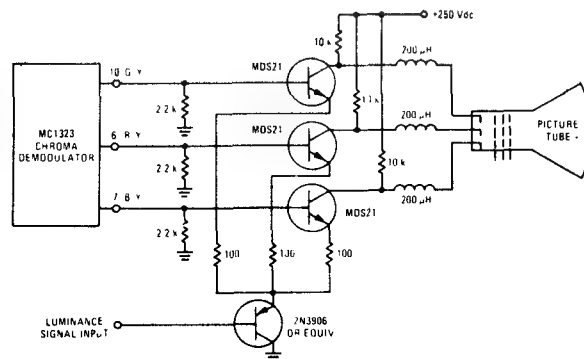 +250 Vdc
10 k
200 µH
10 G Y
MDS21
2.2 k
MC1323
CHROMA
DEMODULATOR
6 R Y
MDS21
200 µH
2.2 k
10 k
PICTURE
TUBE
7 B Y
MDS21
200 µH
2.2 k
100
100
LUMINANCE
SIGNAL INPUT
2N3906
OR EQUIV